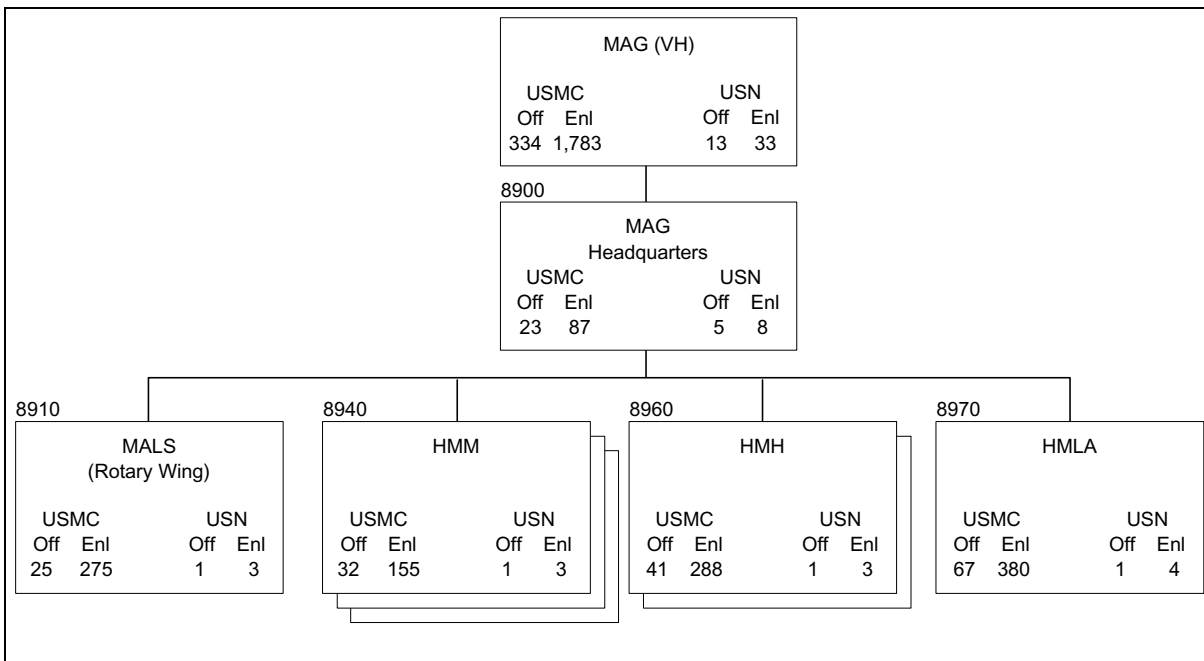 MAG (VH)
USMC USN
Off Enl Off Enl
334 1,783 13 33
8900
MAG
Headquarters
USMC USN
Off Enl Off Enl
23 87 5 8
8910
MALS
(Rotary Wing)
USMC USN
Off Enl Off Enl
25 275 1 3
8940
HMM
USMC USN
Off Enl Off Enl
32 155 1 3
8960
HMH
USMC USN
Off Enl Off Enl
41 288 1 3
8970
HMLA
USMC USN
Off Enl Off Enl
67 380 1 4